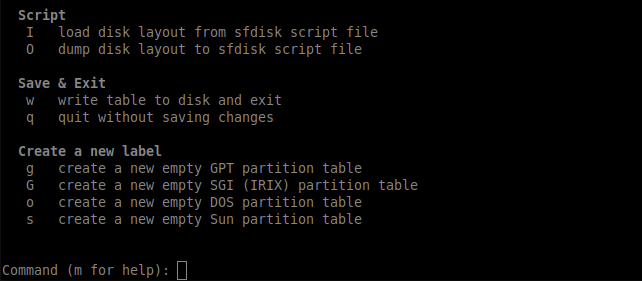 Script
I   load disk layout from sfdisk script file
O   dump disk layout to sfdisk script file
Save & Exit
w   write table to disk and exit
q   quit without saving changes
Create a new label
g   create a new empty GPT partition table
G   create a new empty SGI (IRIX) partition table
o   create a new empty DOS partition table
s   create a new empty Sun partition table
Command (m for help):